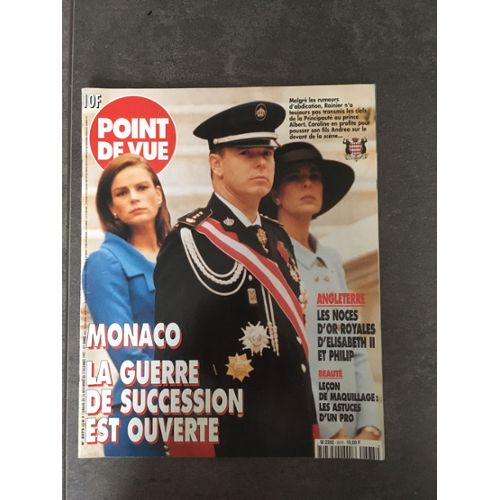 10F
POINT
DE VUE
Malgré les rumeurs
d'abdication, Rainier n'a
toujours pas transmis les clefs
de la Principauté au prince
Albert. Caroline en profite pour
pousser son fils Andrea sur le
devant de la scène...
MONACO
LA GUERRE
DE SUCCESSION
EST OUVERTE
ANGLETERRE
LES NOCES
D'OR ROYALES
D'ELISABETH II
ET PHILIP
BEAUTÉ
LEÇON
DE MAQUILLAGE :
LES ASTUCES
D'UN PRO